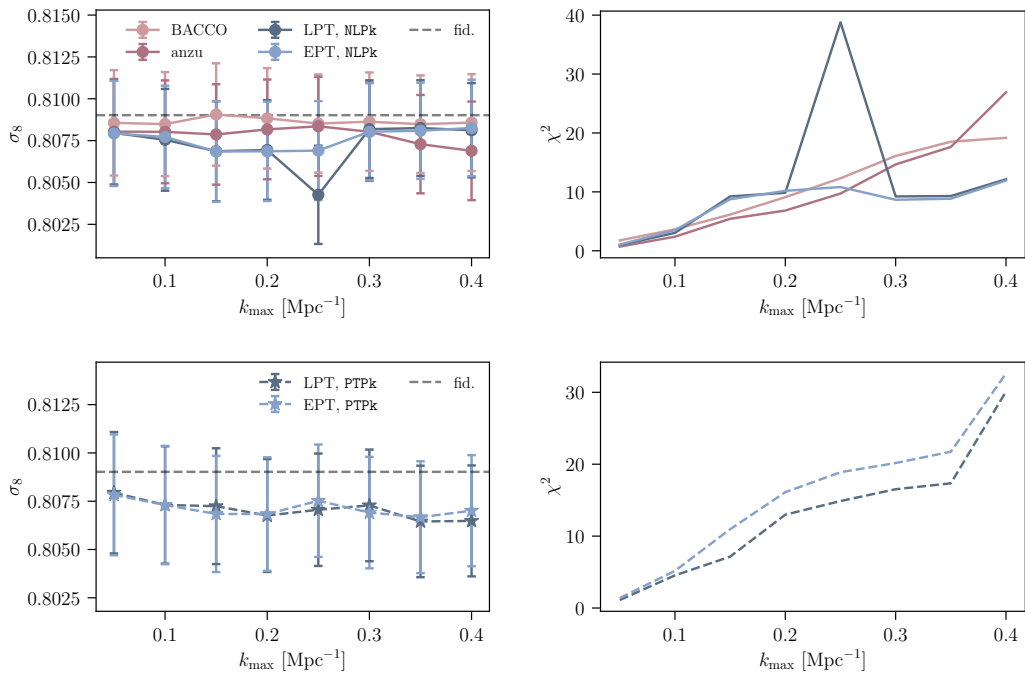 0.8150
0.8125
0.8100
0.8075
0.8050
0.8025
σ₈
BACCO
anzu
LPT, NLPk
EPT, NLPk
fid.
0.1
0.2
0.3
0.4
k_max [Mpc⁻¹]
40
30
20
10
0
χ²
0.1
0.2
0.3
0.4
k_max [Mpc⁻¹]
0.8125
0.8100
0.8075
0.8050
0.8025
σ₈
LPT, PTPk
EPT, PTPk
fid.
0.1
0.2
0.3
0.4
k_max [Mpc⁻¹]
30
20
10
0
χ²
0.1
0.2
0.3
0.4
k_max [Mpc⁻¹]